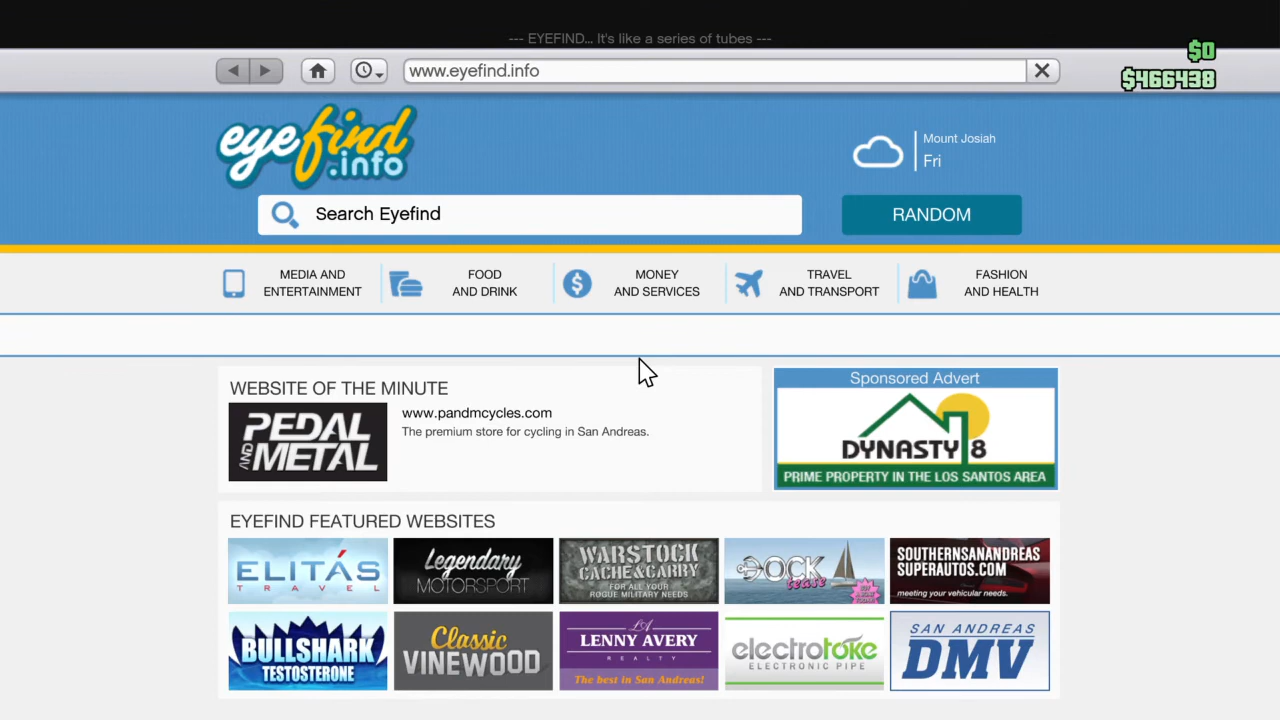 --- EYEFIND... It's like a series of tubes ---
$0
www.eyefind.info
$466438
eyefind
.info
Mount Josiah
Fri
Search Eyefind
RANDOM
MEDIA AND
ENTERTAINMENT
FOOD
AND DRINK
MONEY
AND SERVICES
TRAVEL
AND TRANSPORT
FASHION
AND HEALTH
WEBSITE OF THE MINUTE
PEDAL
AND METAL
www.pandmcycles.com
The premium store for cycling in San Andreas.
Sponsored Advert
DYNASTY 8
PRIME PROPERTY IN THE LOS SANTOS AREA
EYEFIND FEATURED WEBSITES
ELITÁS
TRAVEL
Legendary
MOTORSPORT
WARSTOCK
CACHE & CARRY
FOR ALL YOUR
ROGUE MILITARY NEEDS
DOCK
tease
SOUTHERNSANANDREAS
SUPERAUTOS.COM
meeting your vehicular needs.
BULLSHARK
TESTOSTERONE
Classic
VINEWOOD
LA
LENNY AVERY
REALTY
The best in San Andreas!
electrotoke
ELECTRONIC PIPE
SAN ANDREAS
DMV